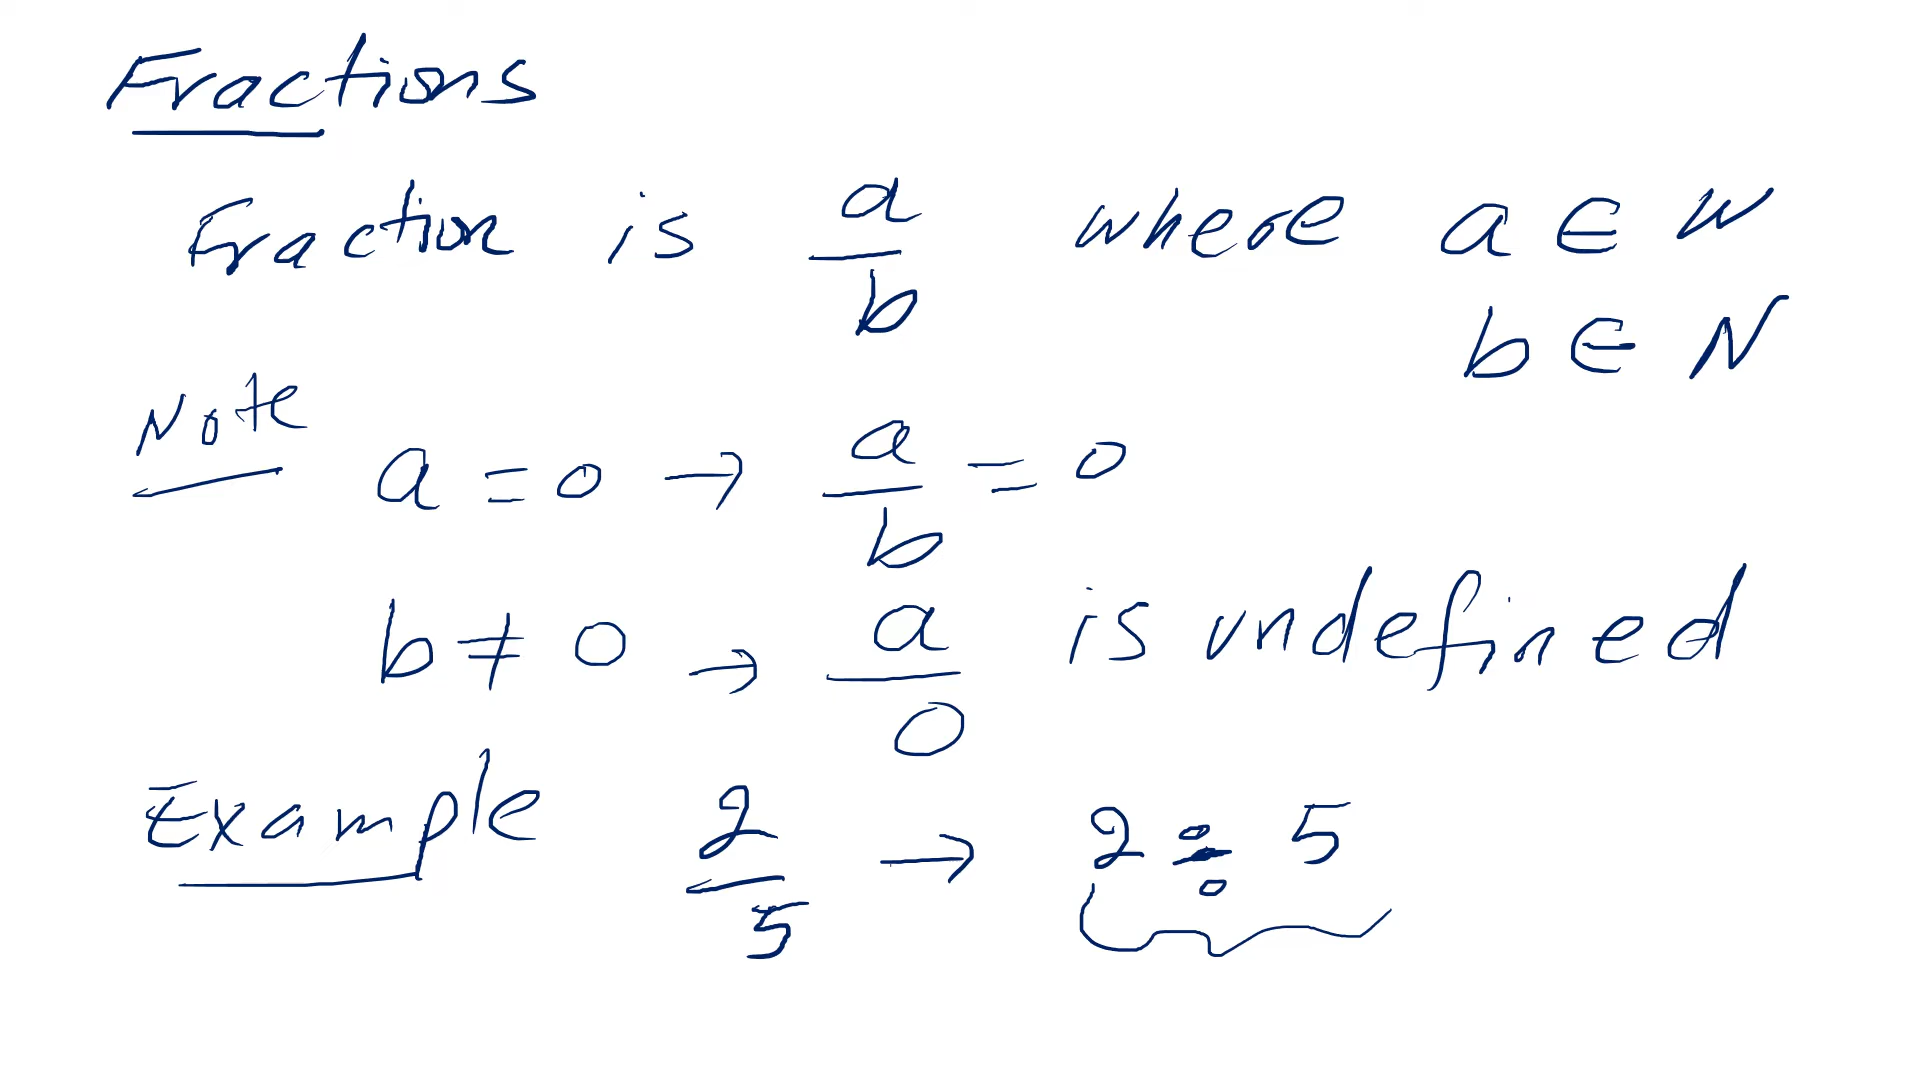 Fractions
Fraction is a/b where a ∈ W
b ∈ N
Note
a = 0 → a/b = 0
b ≠ 0 → a/0 is undefined
Example 2/5 → 2 ÷ 5